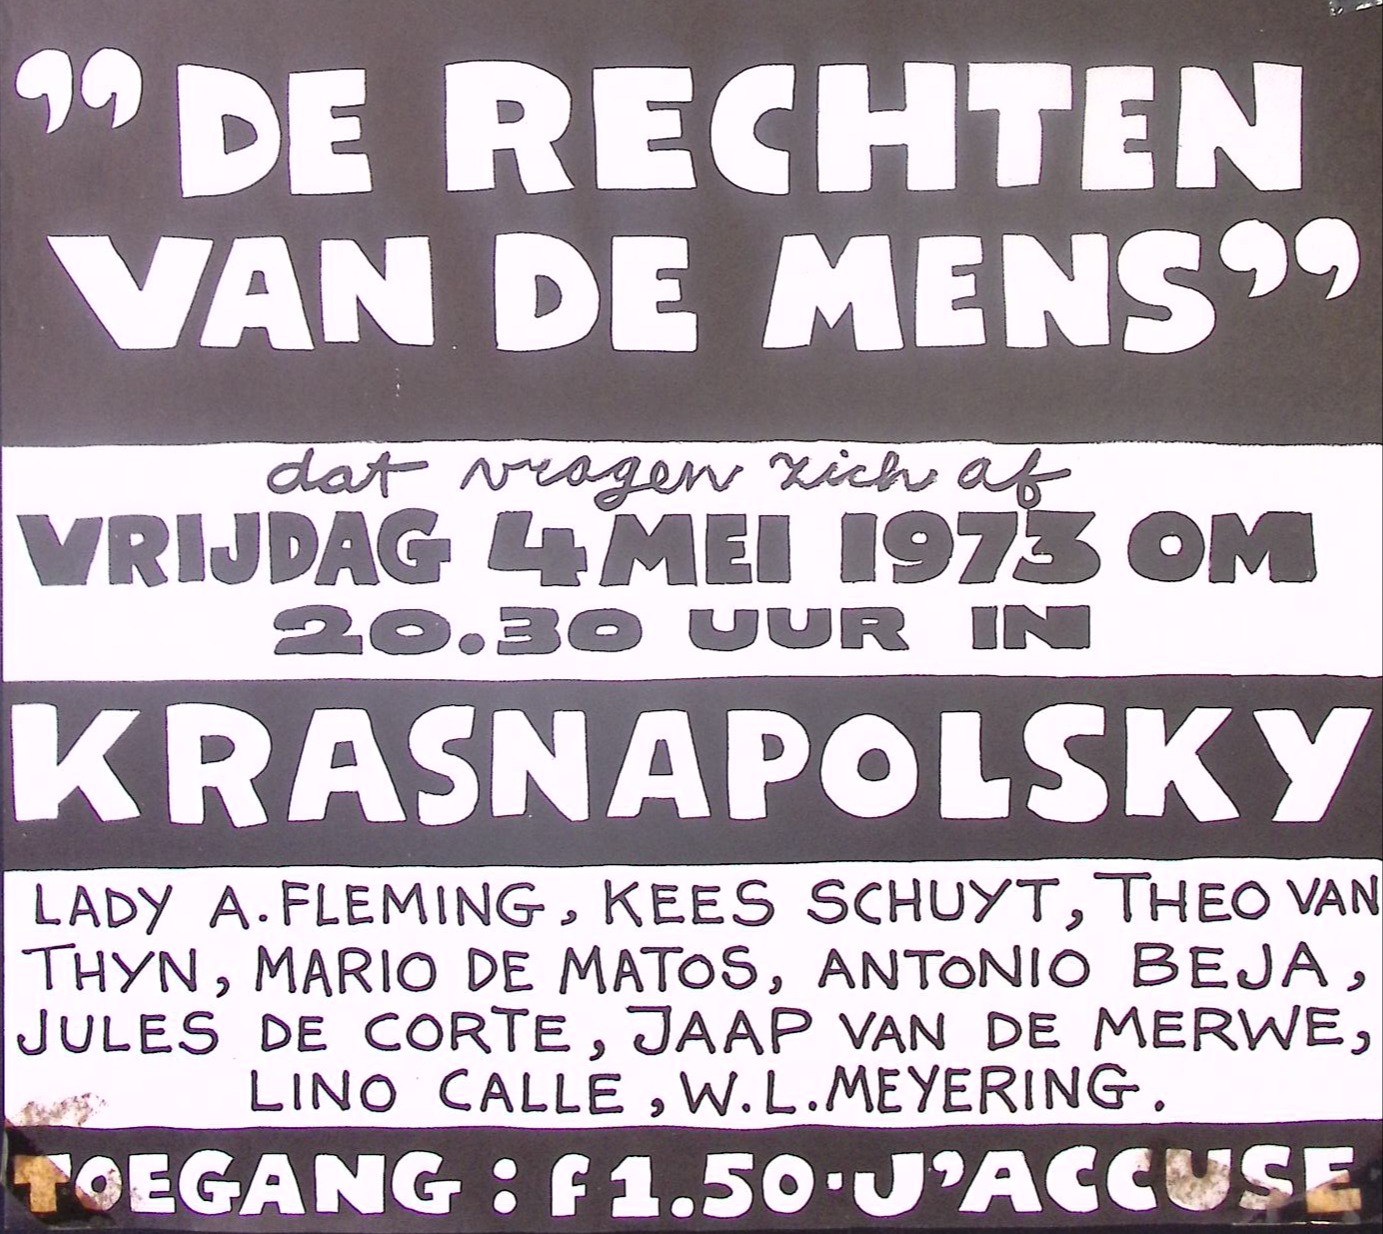 ”DE RECHTEN
VAN DE MENS”
dat vragen zich af
VRIJDAG 4 MEI 1973 OM
20.30 UUR IN
KRASNAPOLSKY
LADY A. FLEMING, KEES SCHUYT, THEO VAN
THYN, MARIO DE MATOS, ANTONIO BEJA,
JULES DE CORTE, JAAP VAN DE MERWE,
LINO CALLE, W.L. MEYERING.
TOEGANG : f 1.50 · J’ACCUSE